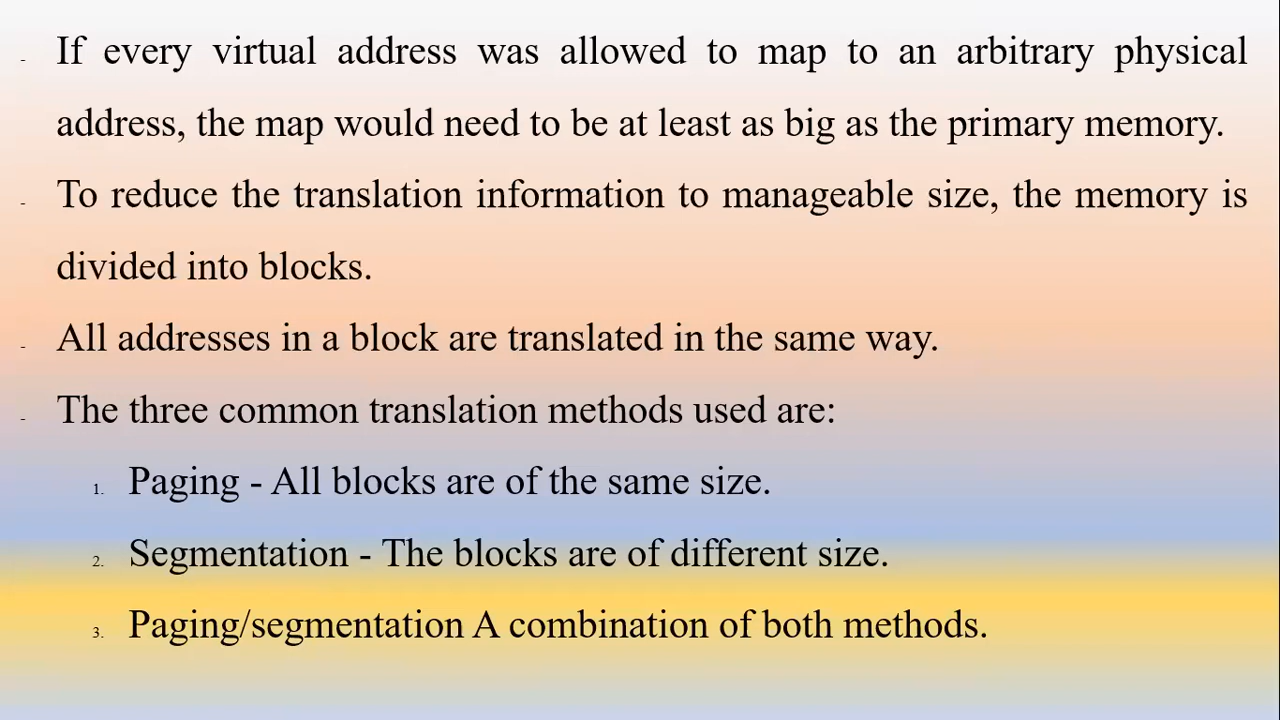 - If every virtual address was allowed to map to an arbitrary physical
address, the map would need to be at least as big as the primary memory.
- To reduce the translation information to manageable size, the memory is
divided into blocks.
- All addresses in a block are translated in the same way.
- The three common translation methods used are:
1. Paging - All blocks are of the same size.
2. Segmentation - The blocks are of different size.
3. Paging/segmentation A combination of both methods.